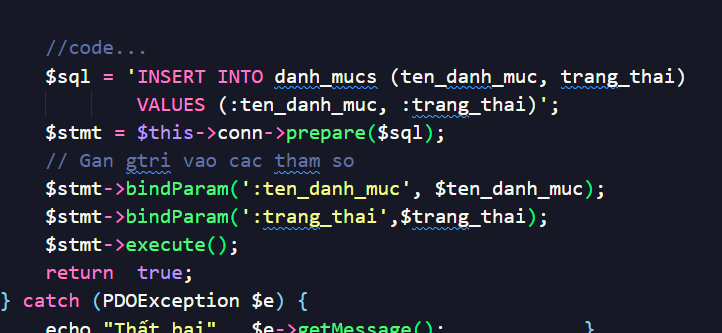 //code...
$sql = 'INSERT INTO danh_mucs (ten_danh_muc, trang_thai)
VALUES (:ten_danh_muc, :trang_thai)';
$stmt = $this->conn->prepare($sql);
// Gan gtri vao cac tham so
$stmt->bindParam(':ten_danh_muc', $ten_danh_muc);
$stmt->bindParam(':trang_thai',$trang_thai);
$stmt->execute();
return  true;
} catch (PDOException $e) {
echo "Thất bại" . $e->getMessage(); }